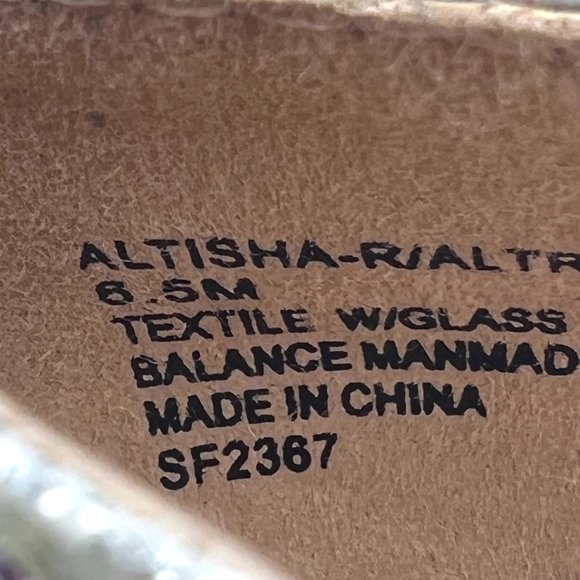 ALTISHA-R/ALTR
6.5M
TEXTILE W/GLASS
BALANCE MANMAD
MADE IN CHINA
SF2367